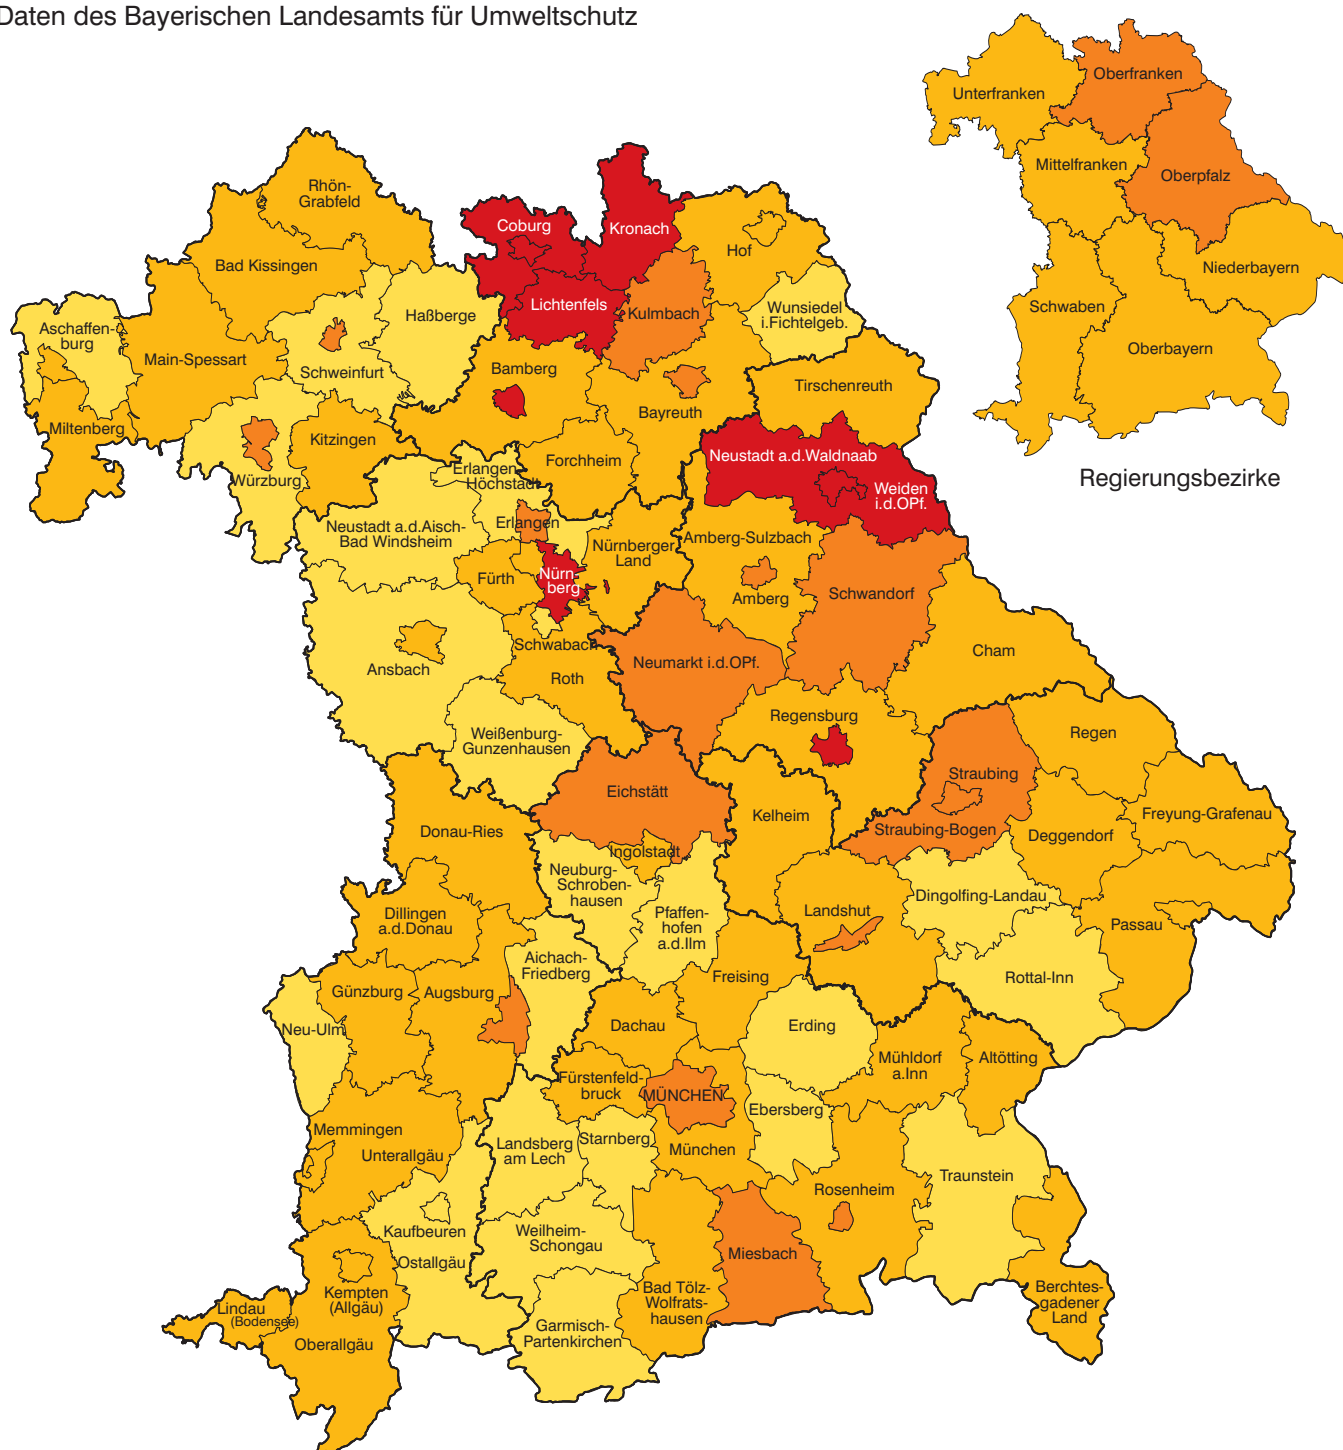 Daten des Bayerischen Landesamts für Umweltschutz
Unterfranken
Oberfranken
Mittelfranken
Oberpfalz
Niederbayern
Schwaben
Oberbayern
Regierungsbezirke
Rhön-
Grabfeld
Coburg
Kronach
Hof
Bad Kissingen
Lichtenfels
Kulmbach
Wunsiedel
i.Fichtelgeb.
Haßberge
Aschaffen-
burg
Main-Spessart
Schweinfurt
Bamberg
Bayreuth
Tirschenreuth
Miltenberg
Kitzingen
Würzburg
Forchheim
Erlangen-
Höchstadt
Neustadt a.d.Waldnaab
Weiden
i.d.OPf.
Neustadt a.d.Aisch-
Bad Windsheim
Erlangen
Nürnberger
Land
Amberg-Sulzbach
Fürth
Nürn-
berg
Amberg
Schwandorf
Schwabach
Ansbach
Roth
Neumarkt i.d.OPf.
Cham
Weißenburg-
Gunzenhausen
Regensburg
Regen
Eichstätt
Straubing
Kelheim
Straubing-Bogen
Deggendorf
Freyung-Grafenau
Donau-Ries
Ingolstadt
Neuburg-
Schroben-
hausen
Dingolfing-Landau
Dillingen
a.d.Donau
Pfaffen-
hofen
a.d.Ilm
Landshut
Passau
Aichach-
Friedberg
Freising
Rottal-Inn
Günzburg
Augsburg
Neu-Ulm
Dachau
Erding
Mühldorf
a.Inn
Altötting
Fürstenfeld-
bruck
MÜNCHEN
Ebersberg
Memmingen
Unterallgäu
Landsberg
am Lech
Starnberg
München
Traunstein
Rosenheim
Kaufbeuren
Weilheim-
Schongau
Miesbach
Ostallgäu
Kempten
(Allgäu)
Lindau
(Bodensee)
Bad Tölz-
Wolfrats-
hausen
Berchtes-
gadener
Land
Garmisch-
Partenkirchen
Oberallgäu